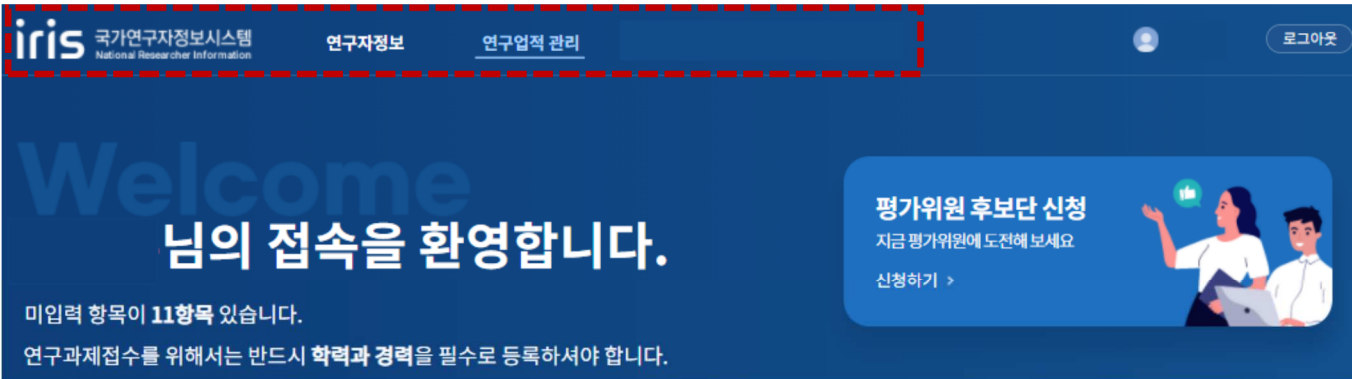 iris 국가연구자정보시스템
National Researcher Information
연구자정보
연구업적 관리
로그아웃
Welcome
님의 접속을 환영합니다.
미입력 항목이 11항목 있습니다.
연구과제접수를 위해서는 반드시 학력과 경력을 필수로 등록하셔야 합니다.
평가위원 후보단 신청
지금 평가위원에 도전해 보세요
신청하기 >